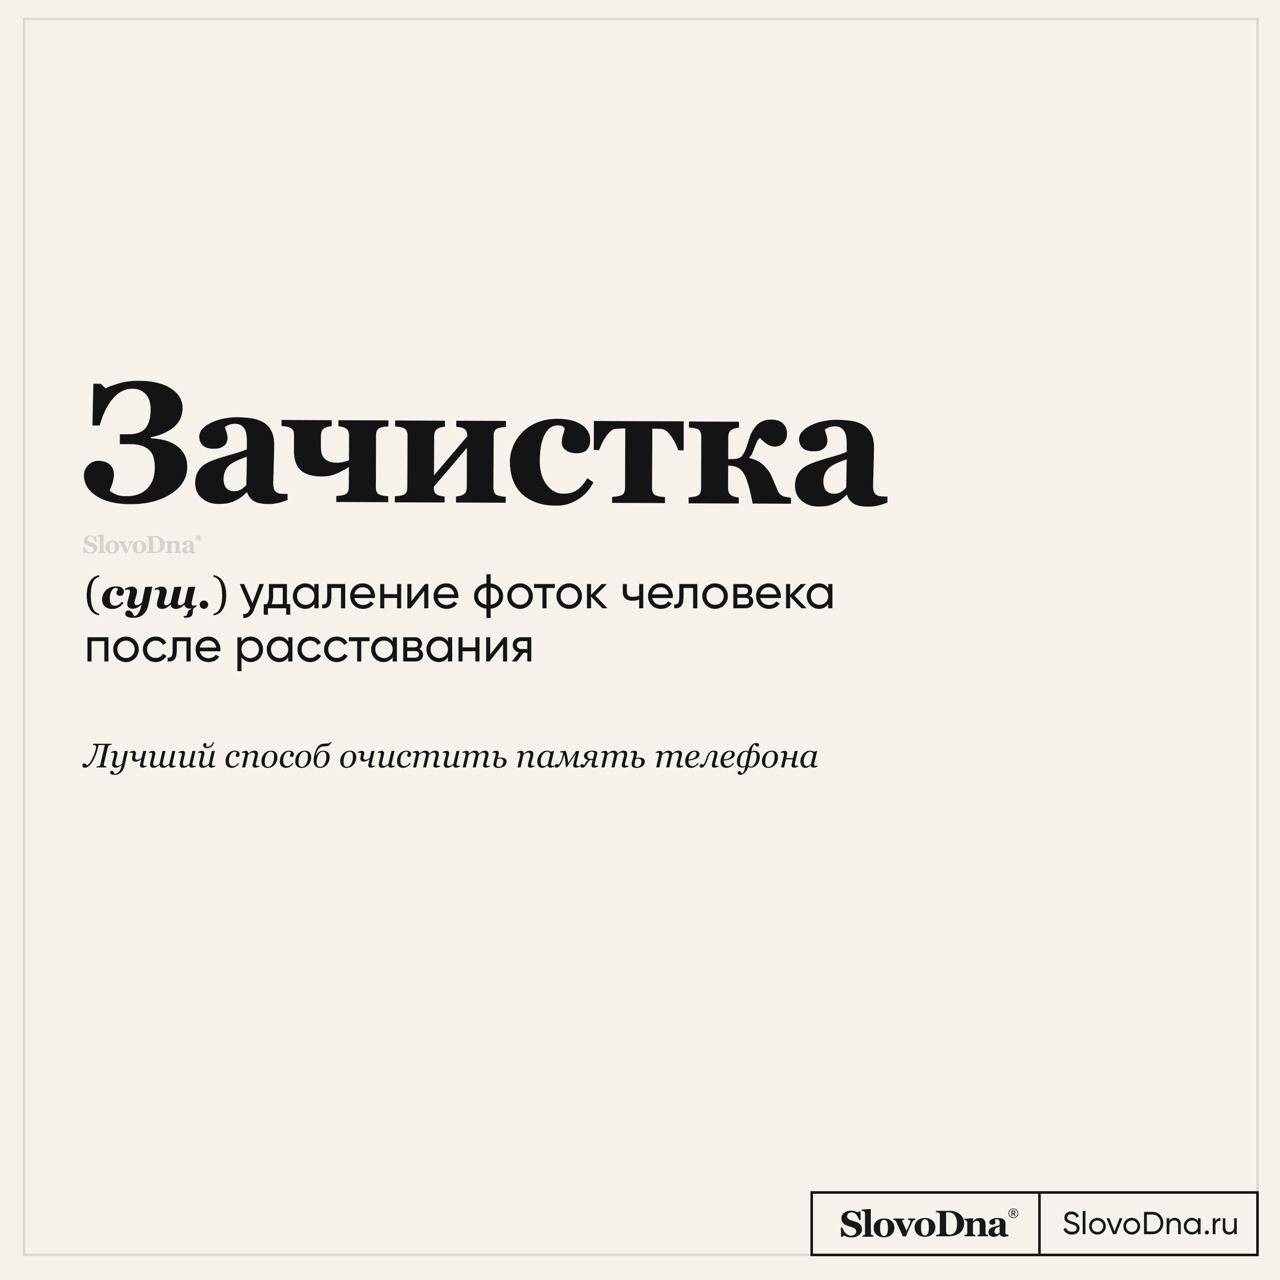 Зачистка
SlovoDna®
(сущ.) удаление фоток человека
после расставания
Лучший способ очистить память телефона
SlovoDna® SlovoDna.ru